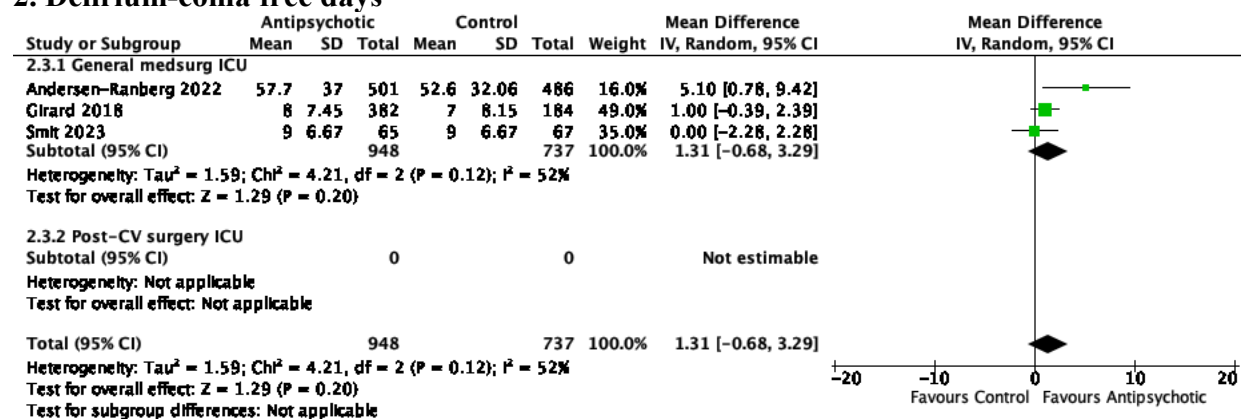 2. Delirium-coma free days
Antipsychotic Control Mean Difference Mean Difference
Study or Subgroup Mean SD Total Mean SD Total Weight IV, Random, 95% CI IV, Random, 95% CI
2.3.1 General medsurg ICU
Andersen-Ranberg 2022 57.7 37 501 52.6 32.06 486 16.0% 5.10 [0.78, 9.42]
Girard 2018 8 7.45 382 7 8.15 184 49.0% 1.00 [-0.39, 2.39]
Smit 2023 9 6.67 65 9 6.67 67 35.0% 0.00 [-2.28, 2.28]
Subtotal (95% CI) 948 737 100.0% 1.31 [-0.68, 3.29]
Heterogeneity: Tau² = 1.59; Chi² = 4.21, df = 2 (P = 0.12); I² = 52%
Test for overall effect: Z = 1.29 (P = 0.20)
2.3.2 Post-CV surgery ICU
Subtotal (95% CI) 0 0 Not estimable
Heterogeneity: Not applicable
Test for overall effect: Not applicable
Total (95% CI) 948 737 100.0% 1.31 [-0.68, 3.29]
Heterogeneity: Tau² = 1.59; Chi² = 4.21, df = 2 (P = 0.12); I² = 52%
Test for overall effect: Z = 1.29 (P = 0.20)
Test for subgroup differences: Not applicable
-20 -10 0 10 20
Favours Control Favours Antipsychotic